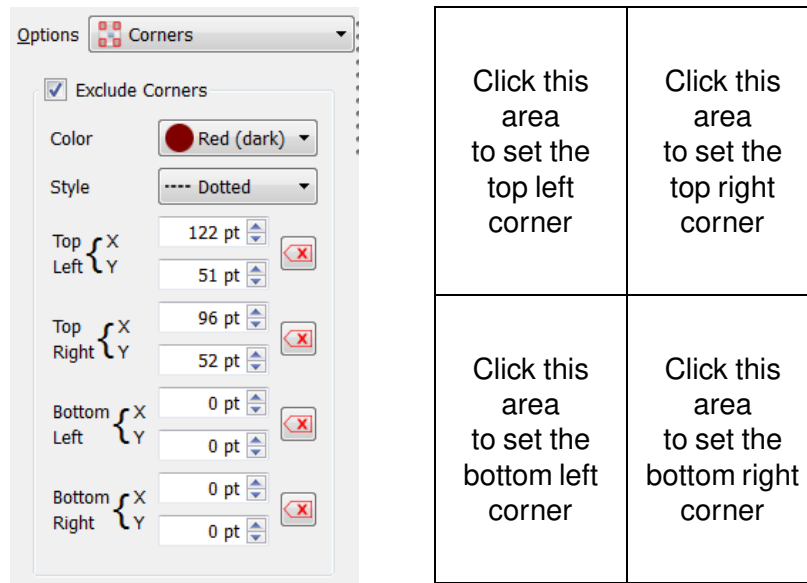 Options Corners
Exclude Corners
Color Red (dark)
Style Dotted
Top Left { X 122 pt
Y 51 pt
Top Right { X 96 pt
Y 52 pt
Bottom Left { X 0 pt
Y 0 pt
Bottom Right { X 0 pt
Y 0 pt
Click this
area
to set the
top left
corner
Click this
area
to set the
top right
corner
Click this
area
to set the
bottom left
corner
Click this
area
to set the
bottom right
corner